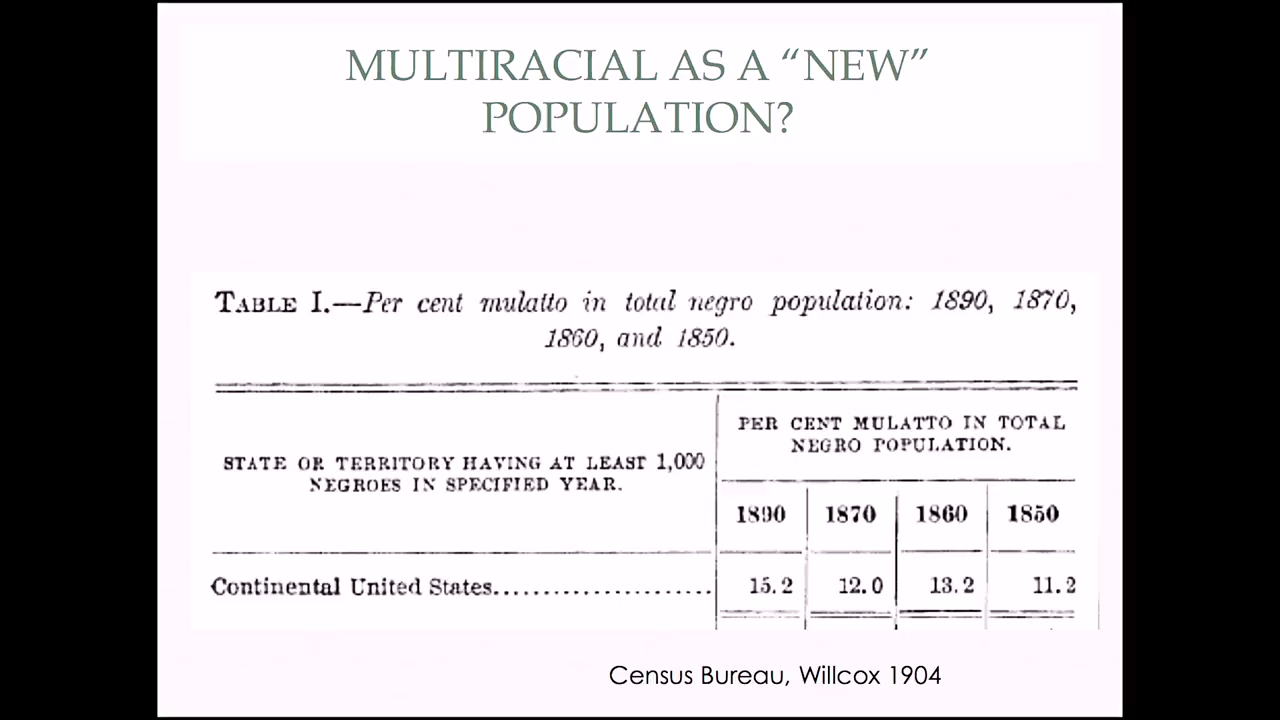 MULTIRACIAL AS A “NEW”
POPULATION?
TABLE I.—Per cent mulatto in total negro population: 1890, 1870,
1860, and 1850.
PER CENT MULATTO IN TOTAL
NEGRO POPULATION.
STATE OR TERRITORY HAVING AT LEAST 1,000
NEGROES IN SPECIFIED YEAR.
1890 1870 1860 1850
Continental United States...................... 15.2 12.0 13.2 11.2
Census Bureau, Willcox 1904